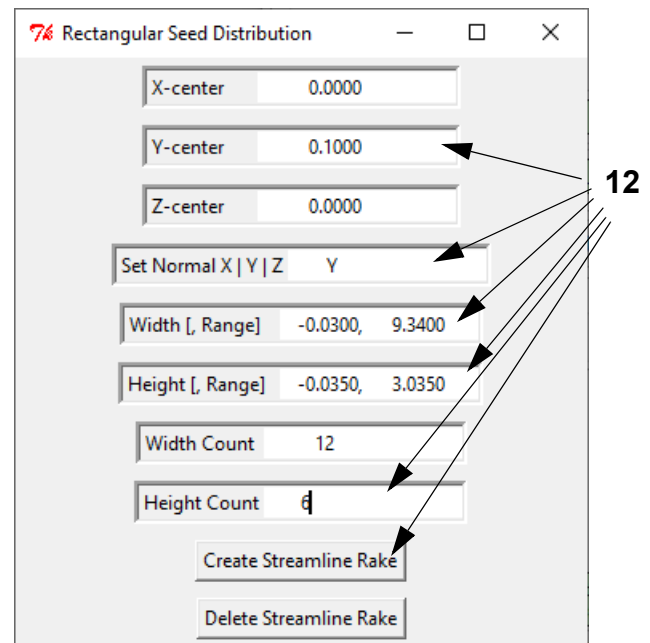 Rectangular Seed Distribution
X-center 0.0000
Y-center 0.1000
12
Z-center 0.0000
Set Normal X | Y | Z Y
Width [, Range] -0.0300, 9.3400
Height [, Range] -0.0350, 3.0350
Width Count 12
Height Count 6
Create Streamline Rake
Delete Streamline Rake